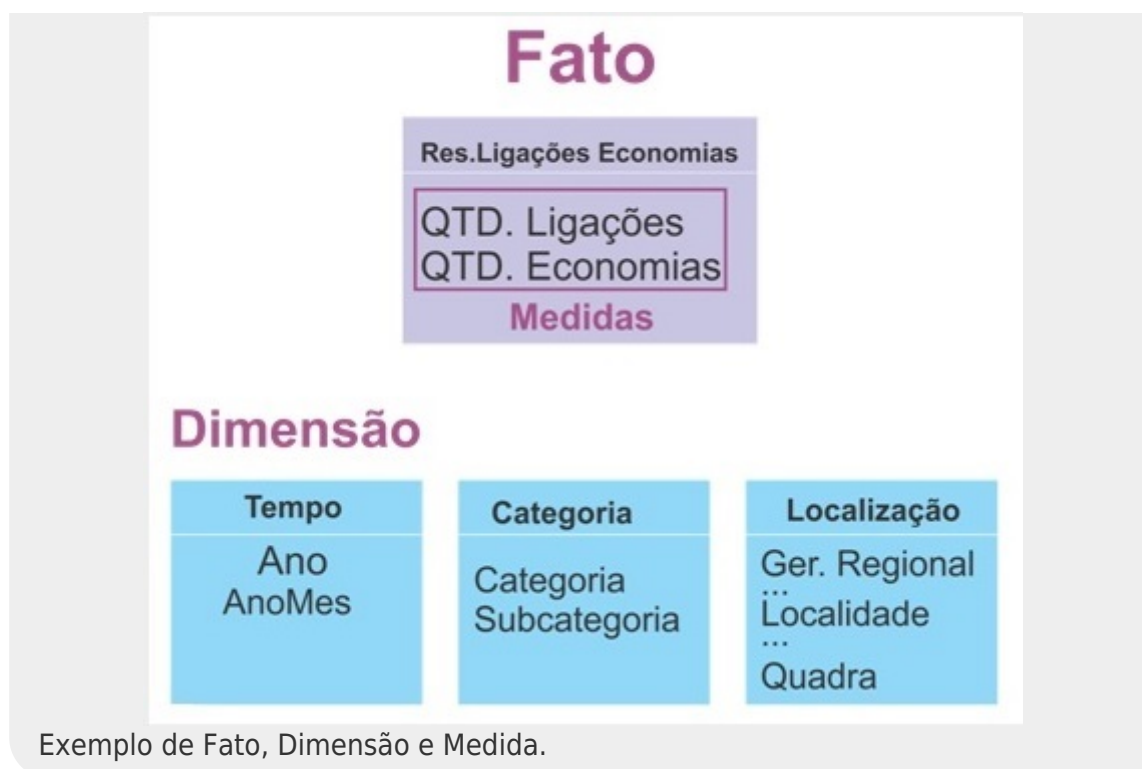 Fato
Res.Ligações Economias
QTD. Ligações
QTD. Economias
Medidas
Dimensão
Tempo
Ano
AnoMes
Categoria
Categoria
Subcategoria
Localização
Ger. Regional
...
Localidade
...
Quadra
Exemplo de Fato, Dimensão e Medida.